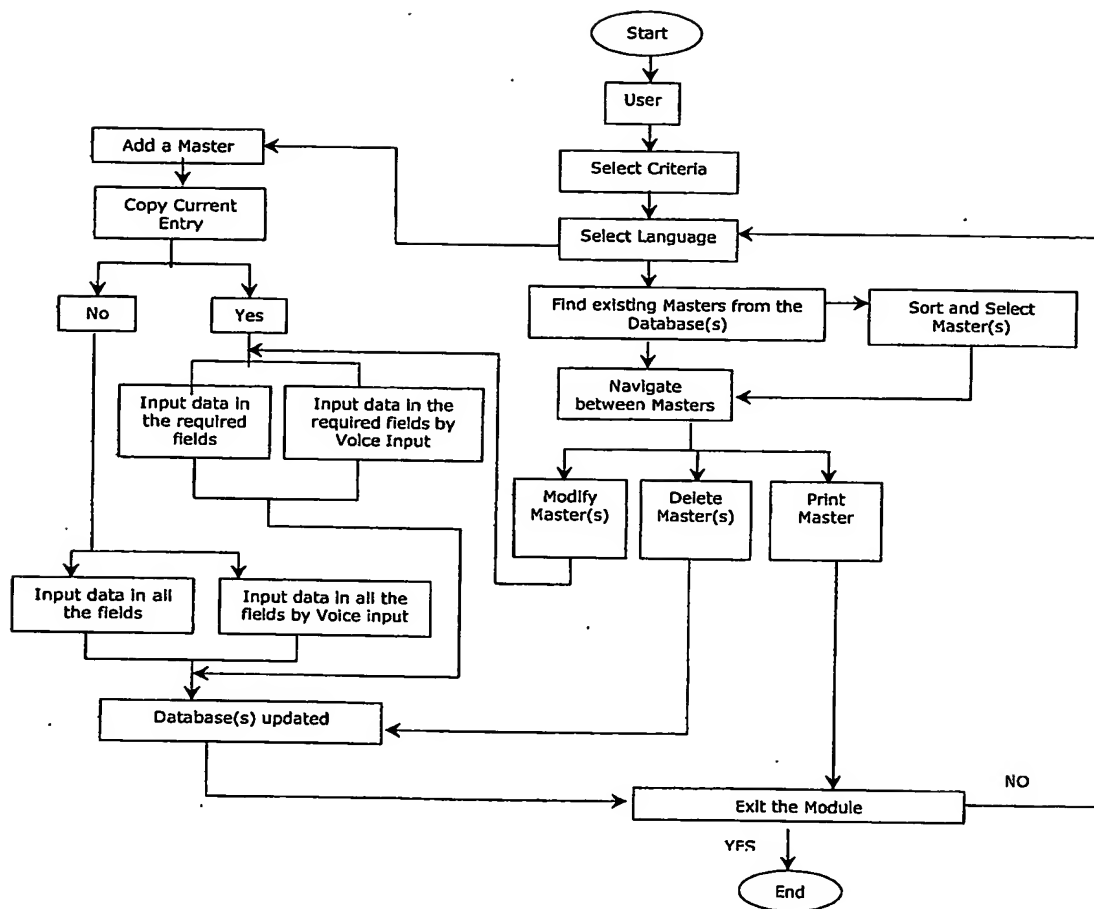 Start
User
Add a Master
Select Criteria
Copy Current
Entry
Select Language
No
Yes
Find existing Masters from the
Database(s)
Sort and Select
Master(s)
Input data in
the required
fields
Input data in the
required fields by
Voice Input
Navigate
between Masters
Modify
Master(s)
Delete
Master(s)
Print
Master
Input data in all
the fields
Input data in all the
fields by Voice input
Database(s) updated
Exit the Module
NO
YES
End